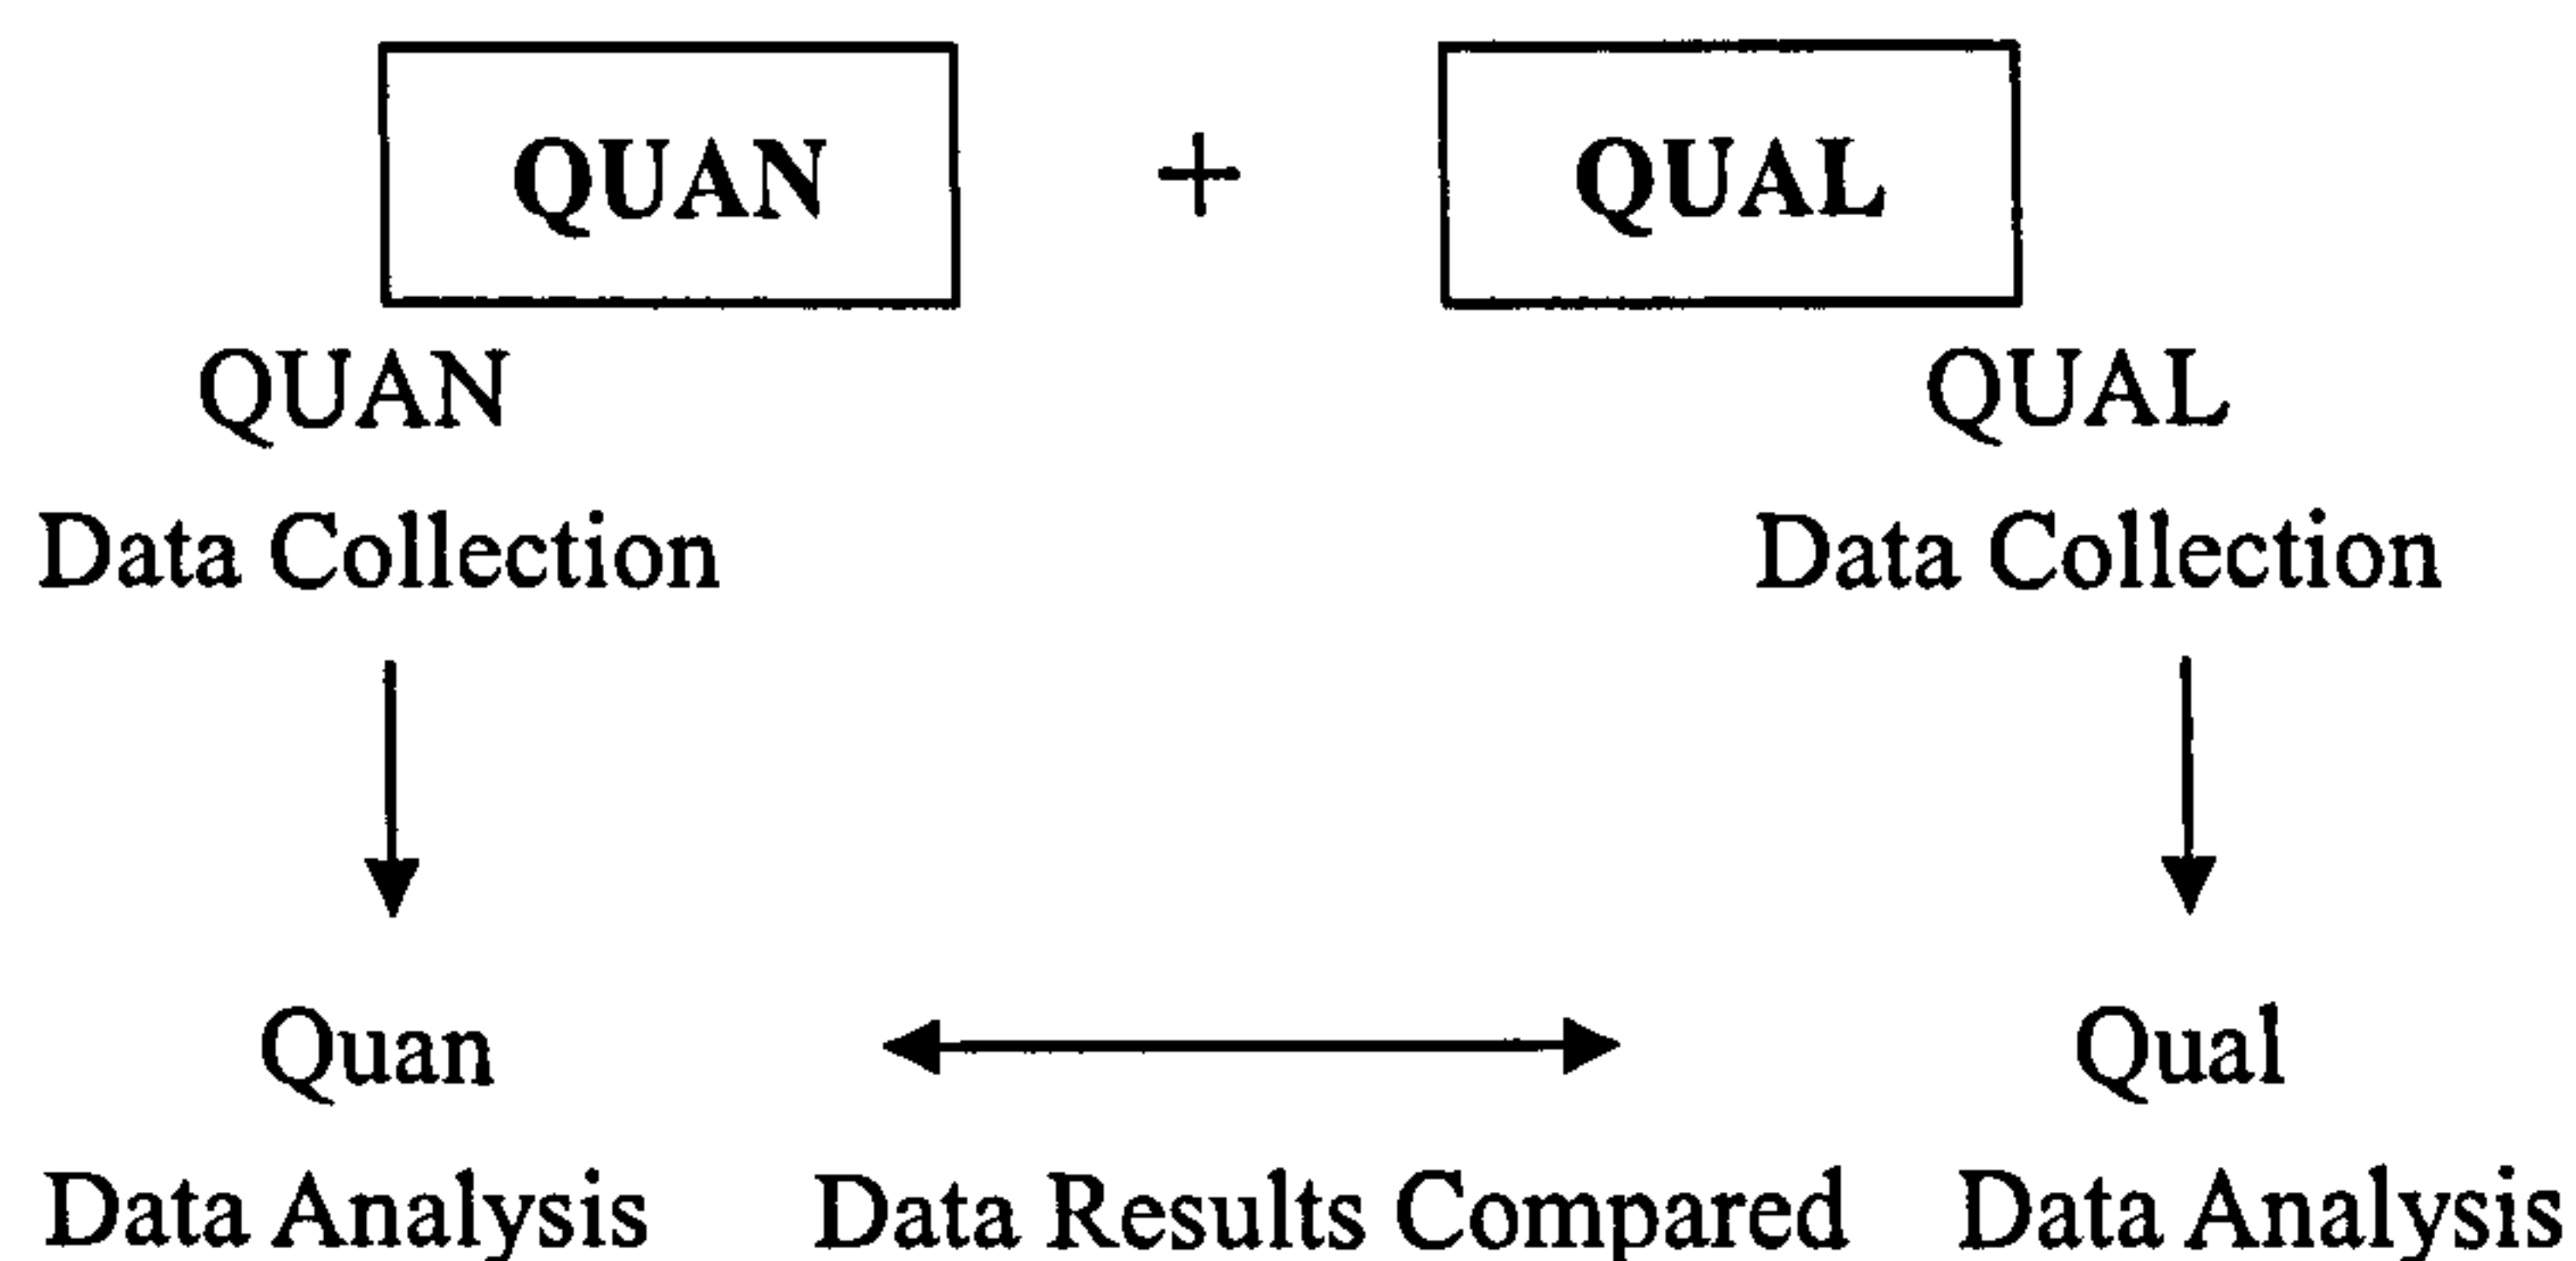 QUAN + QUAL
QUAN QUAL
Data Collection Data Collection
Quan Qual
Data Analysis Data Results Compared Data Analysis